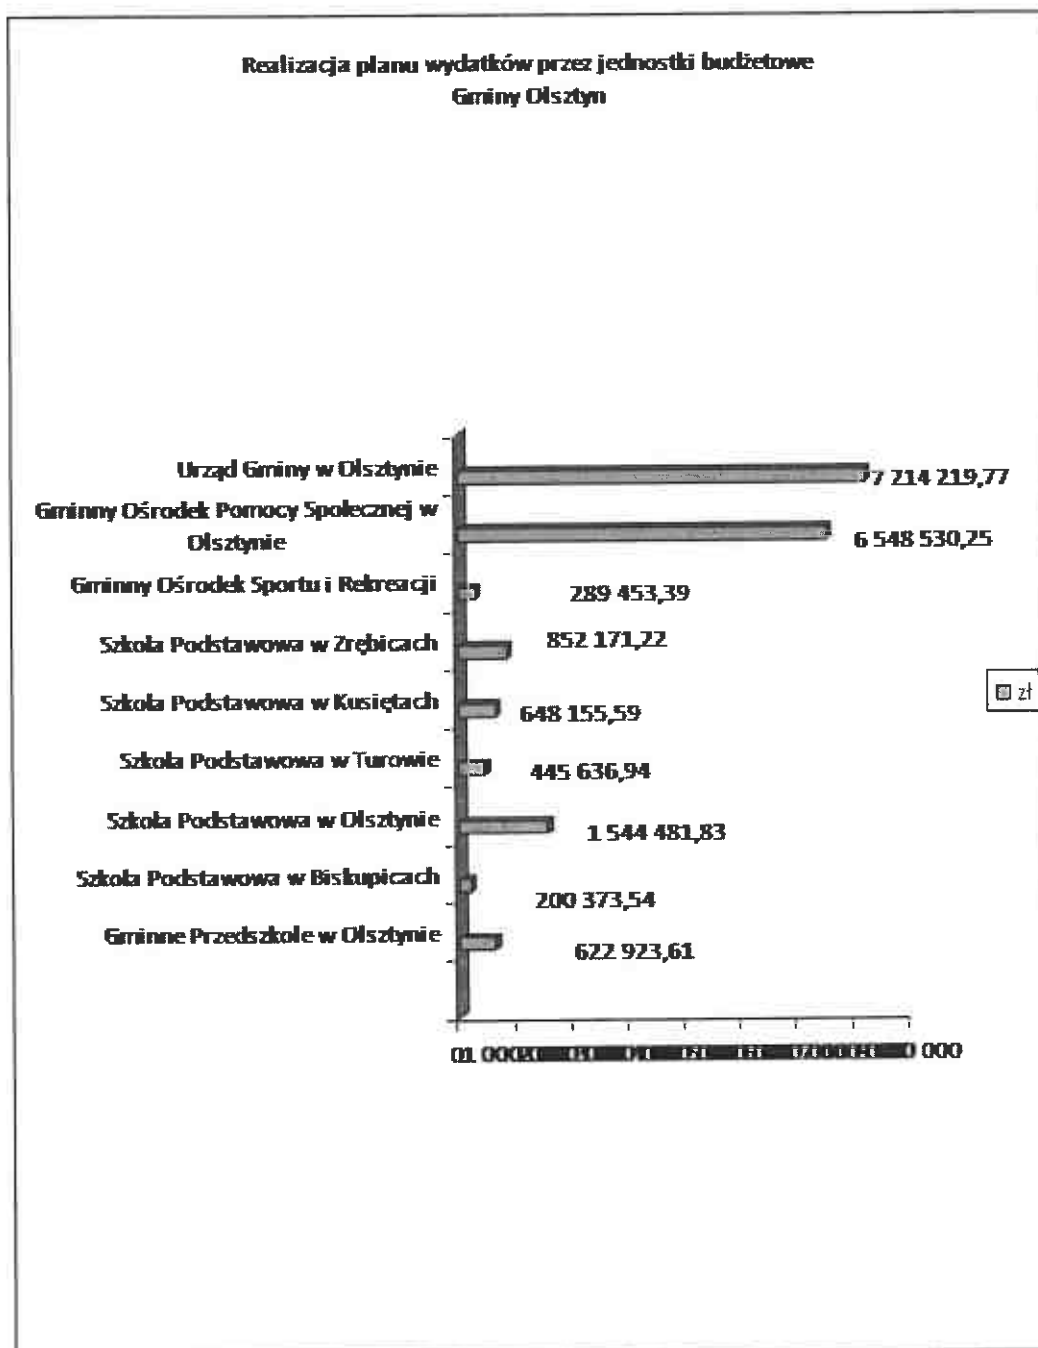 Realizacja planu wydatków przez jednostki budżetowe
Gminy Olsztyn
Urząd Gminy w Olsztynie
7 214 219,77
Gminny Ośrodek Pomocy Społecznej w
Olsztynie
6 548 530,25
Gminny Ośrodek Sportu i Rekreacji
289 453,39
Szkoła Podstawowa w Zrębicach
852 171,22
Szkoła Podstawowa w Kusiętach
648 155,59
zł
Szkoła Podstawowa w Turowie
445 636,94
Szkoła Podstawowa w Olsztynie
1 544 481,83
Szkoła Podstawowa w Biskupicach
200 373,54
Gminne Przedszkole w Olsztynie
622 923,61
0